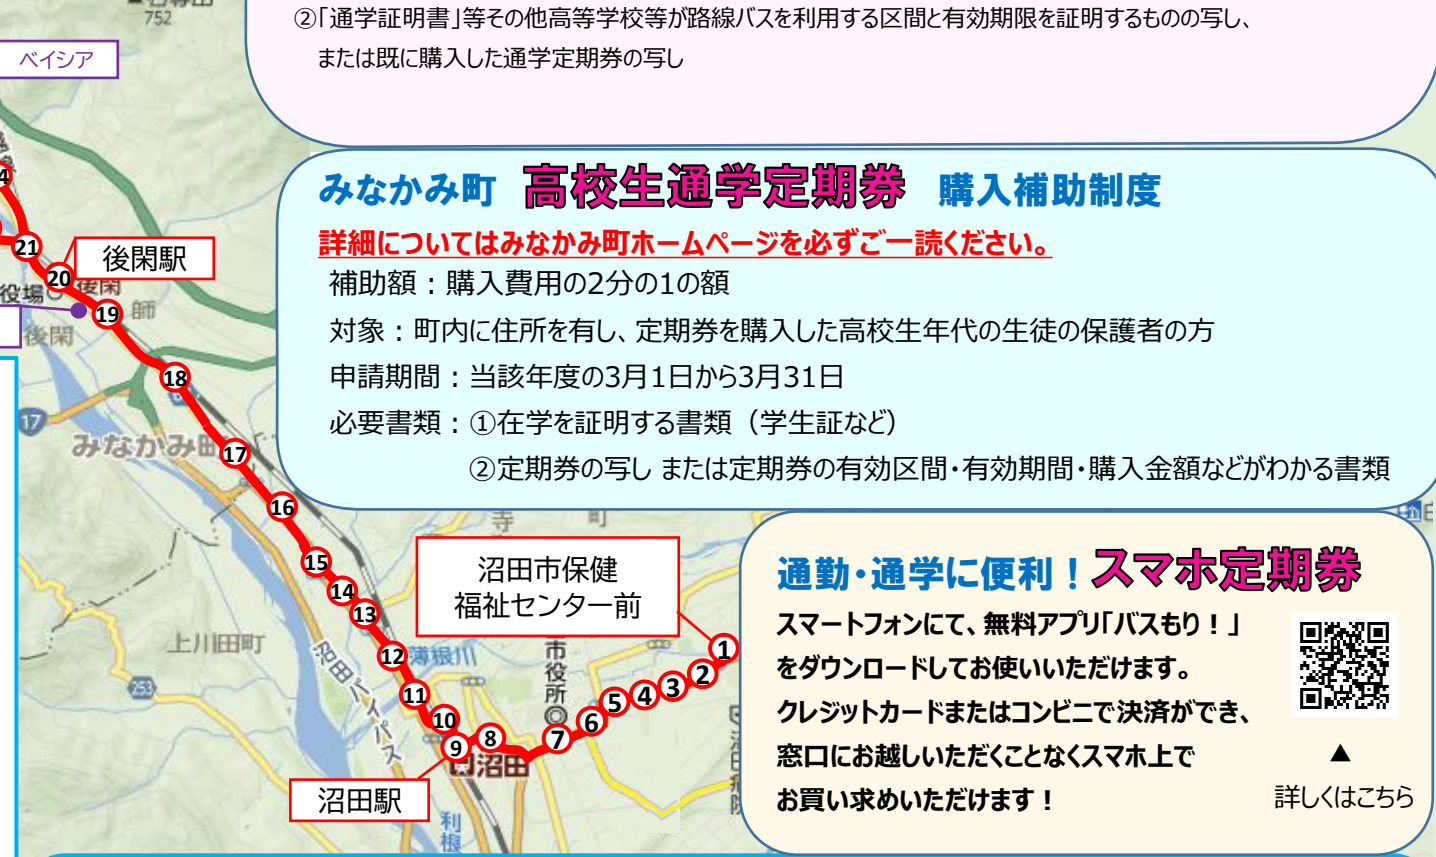 ②「通学証明書」等その他高等学校等が路線バスを利用する区間と有効期限を証明するものの写し、
または既に購入した通学定期券の写し
752
ベイシア
みなかみ町 高校生通学定期券 購入補助制度
詳細についてはみなかみ町ホームページを必ずご一読ください。
補助額：購入費用の2分の1の額
対象：町内に住所を有し、定期券を購入した高校生年代の生徒の保護者の方
申請期間：当該年度の3月1日から3月31日
必要書類：①在学を証明する書類（学生証など）
②定期券の写し または定期券の有効区間・有効期間・購入金額などがわかる書類
21
後閑駅
20
後閑
役場
19
師
後閑
18
17
みなかみ町
17
16
寺
町
15
14
13
12
11
10
9
8
7
6
5
4
3
2
1
沼田市保健
福祉センター前
上川田町
薄根川
市役所
253
沼田バイパス
沼田
沼田駅
利根
通勤・通学に便利！スマホ定期券
スマートフォンにて、無料アプリ「バスもり！」
をダウンロードしてお使いいただけます。
クレジットカードまたはコンビニで決済ができ、
窓口にお越しいただくことなくスマホ上で
お買い求めいただけます！
▲
詳しくはこちら